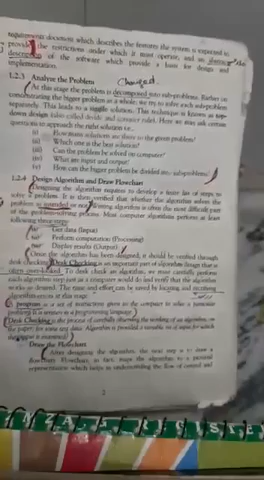 requirements document which describes the features the system is expected to
provide, the restrictions under which it must operate, and an abstract
description of the software which provide a basis for design and
implementation.
1.2.3 Analyze the Problem
Changed
At this stage the problem is decomposed into sub-problems. Rather in
concentrating the bigger problem as a whole, we try to solve each sub-problem
separately. This leads to a simple solution. This technique is known as top-
down design (also called divide and conquer rule). Here we may ask certain
questions to approach the right solution i.e.,
(i) How many solutions are there to the given problem?
(ii) Which one is the best solution?
(iii) Can the problem be solved on computer?
(iv) What are input and output?
(v) How can the bigger problem be divided into sub-problems?
1.2.4 Design Algorithm and Draw Flowchart
Designing the algorithm requires to develop a finite list of steps to
solve a problem. It is then verified that whether the algorithm solves the
problem as intended or not. Writing algorithm is often the most difficult part
of the problem-solving process. Most computer algorithms perform at least
following three steps:
Get data (Input)
Perform computation (Processing)
Display results (Output)
Once the algorithm has been designed, it should be verified through
desk checking. Desk Checking is an important part of algorithm design that is
often overlooked. To desk check an algorithm, we must carefully perform
each algorithm step just as a computer would do and verify that the algorithm
works as desired. The time and effort can be saved by locating and
algorithm errors at this stage.
program is a set of instructions given to the computer to solve a particular
problem. It is written in a programming language.
Desk Checking is the process of carefully observing the working of an algorithm, on
the paper, for some test data. Algorithm is provided a variable set of input for which
the output is examined.
Draw the Flowchart
After designing the algorithm, the next step is to draw a
flowchart. Flowchart, in fact, maps the algorithm to a pictorial
representation which helps in understanding the flow of control and
2